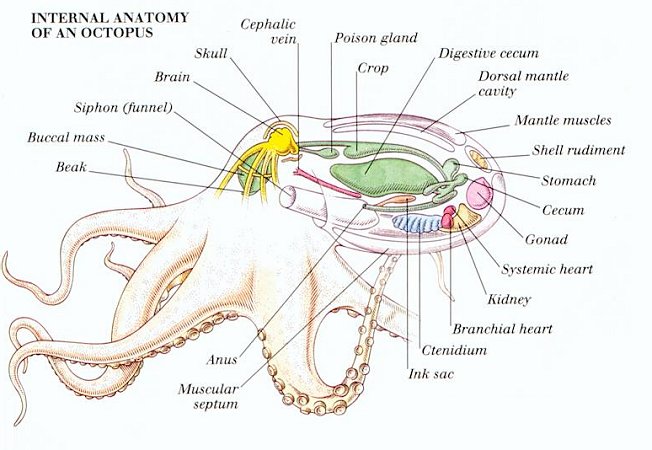 INTERNAL ANATOMY
OF AN OCTOPUS
Cephalic
vein
Skull
Brain
Siphon (funnel)
Buccal mass
Beak
Poison gland
Crop
Digestive cecum
Dorsal mantle
cavity
Mantle muscles
Shell rudiment
Stomach
Cecum
Gonad
Systemic heart
Kidney
Branchial heart
Ctenidium
Ink sac
Anus
Muscular
septum